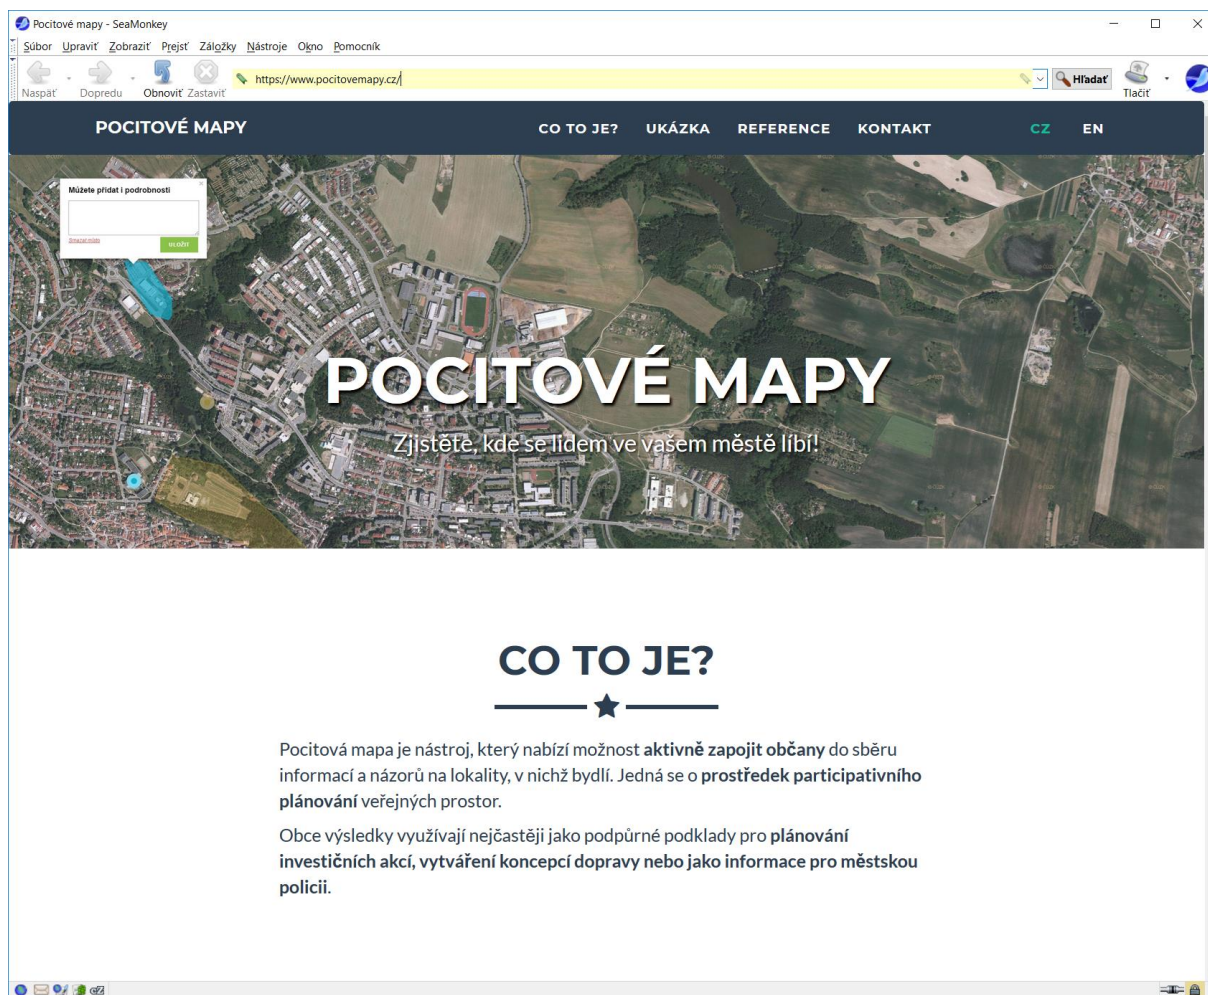 Pocitové mapy - SeaMonkey
Súbor Upraviť Zobraziť Prejsť Záložky Nástroje Okno Pomocník
https://www.pocitovemapy.cz/
Hľadať
Naspäť Dopredu Obnoviť Zastaviť Tlačiť
POCITOVÉ MAPY CO TO JE? UKÁZKA REFERENCE KONTAKT CZ EN
Můžete přidat i podrobnosti
Smazat místo
ULOŽIT
POCITOVÉ MAPY
Zjistěte, kde se lidem ve vašem městě líbí!
CO TO JE?
Pocitová mapa je nástroj, který nabízí možnost aktivně zapojit občany do sběru
informací a názorů na lokality, v nichž bydlí. Jedná se o prostředek participativního
plánování veřejných prostor.
Obce výsledky využívají nejčastěji jako podpůrné podklady pro plánování
investičních akcí, vytváření koncepcí dopravy nebo jako informace pro městskou
policii.